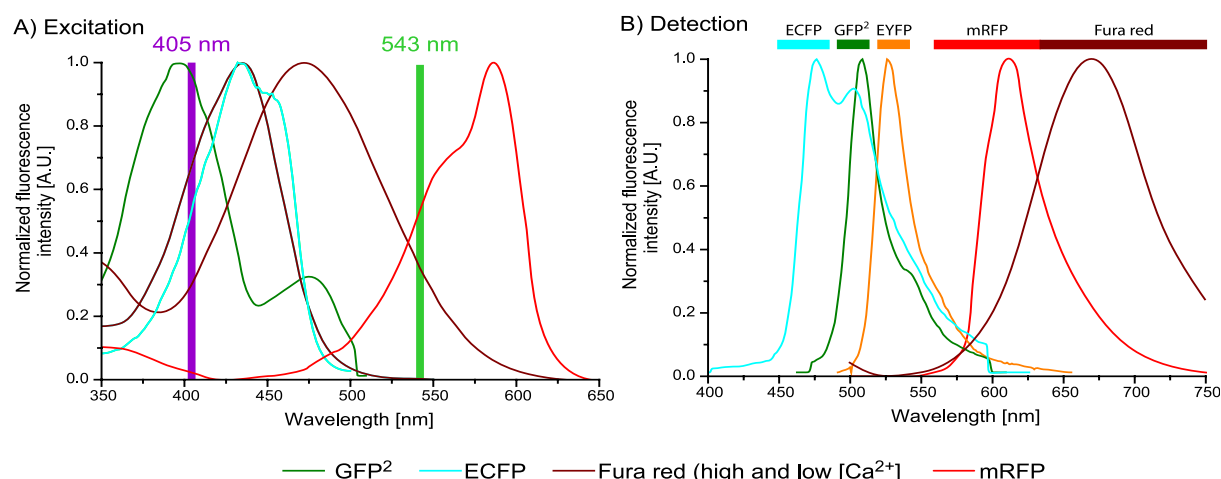 A) Excitation
405 nm
543 nm
Normalized fluorescence
intensity [A.U.]
1.0
0.8
0.6
0.4
0.2
0.0
350
400
450
500
550
600
650
Wavelength [nm]
B) Detection
ECFP
GFP²
EYFP
mRFP
Fura red
Normalized fluorescence
intensity [A.U.]
1.0
0.8
0.6
0.4
0.2
0.0
400
450
500
550
600
650
700
750
Wavelength [nm]
GFP²
ECFP
Fura red (high and low [Ca²⁺]
mRFP